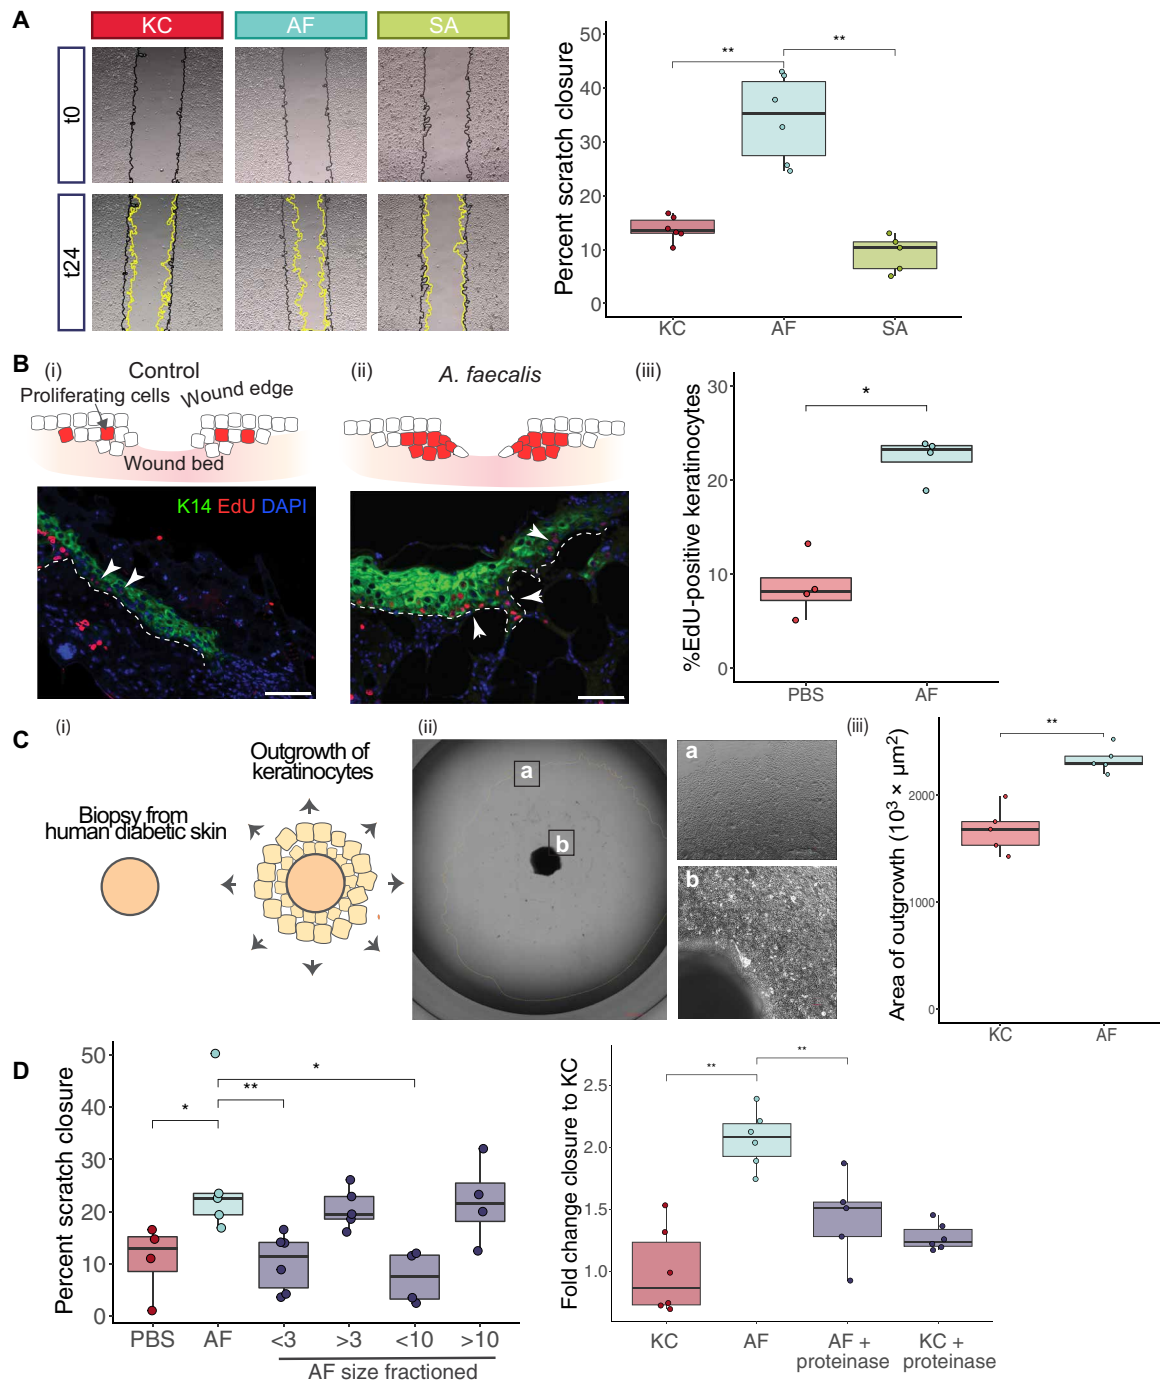 A
KC
AF
SA
t0
t24
Percent scratch closure
50
40
30
20
10
0
**
**
KC
AF
SA
B
(i)
Control
Proliferating cells
Wound edge
Wound bed
K14 EdU DAPI
(ii)
A. faecalis
(iii)
%EdU-positive keratinocytes
30
20
10
0
*
PBS
AF
C
(i)
Biopsy from
human diabetic skin
Outgrowth of
keratinocytes
(ii)
a
b
a
b
(iii)
Area of outgrowth (10³ × µm²)
2000
1000
0
**
KC
AF
D
Percent scratch closure
50
40
30
20
10
0
*
**
*
PBS
AF
<3
>3
<10
>10
AF size fractioned
Fold change closure to KC
2.5
2.0
1.5
1.0
**
**
KC
AF
AF +
proteinase
KC +
proteinase